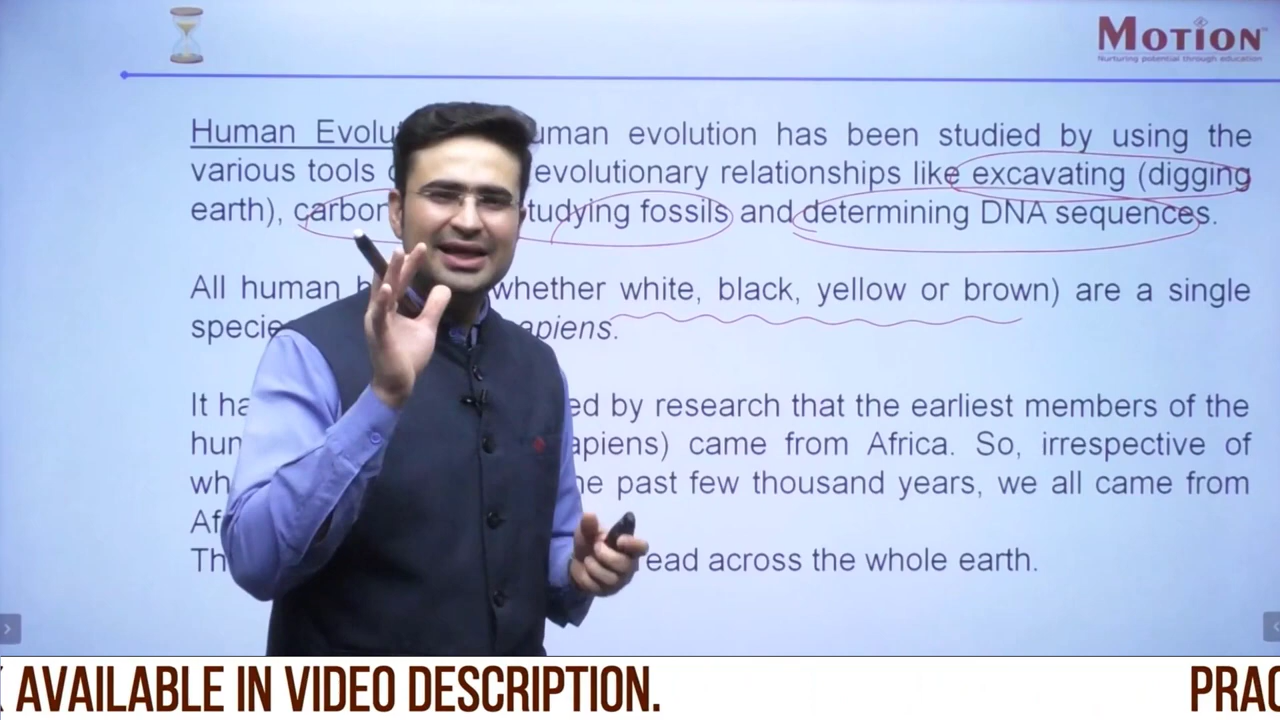 MOTION
Nurturing potential through education
Human Evolu uman evolution has been studied by using the
various tools evolutionary relationships like excavating (digging
earth), carbon tudying fossils and determining DNA sequences.
All human b whether white, black, yellow or brown) are a single
specie apiens.
It ha ed by research that the earliest members of the
hum apiens) came from Africa. So, irrespective of
wh he past few thousand years, we all came from
Af
Th read across the whole earth.
AVAILABLE IN VIDEO DESCRIPTION. PRAC